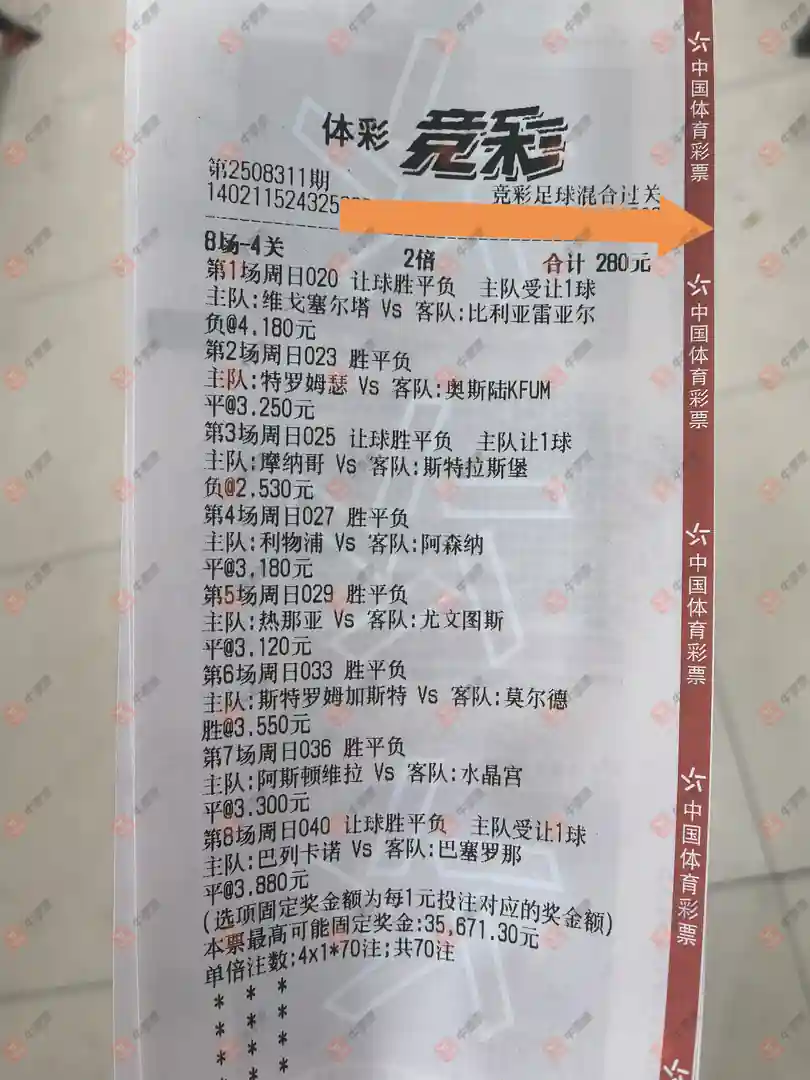 体彩 竞彩
第2508311期
竞彩足球混合过关
140211524325
8场-4关 2倍 合计 280元
第1场周日020 让球胜平负 主队受让1球
主队:维戈塞尔塔 Vs 客队:比利亚雷亚尔
负@4.180元
第2场周日023 胜平负
主队:特罗姆瑟 Vs 客队:奥斯陆KFUM
平@3.250元
第3场周日025 让球胜平负 主队让1球
主队:摩纳哥 Vs 客队:斯特拉斯堡
负@2.530元
第4场周日027 胜平负
主队:利物浦 Vs 客队:阿森纳
平@3.180元
第5场周日029 胜平负
主队:热那亚 Vs 客队:尤文图斯
平@3.120元
第6场周日033 胜平负
主队:斯特罗姆加斯特 Vs 客队:莫尔德
胜@3.550元
第7场周日036 胜平负
主队:阿斯顿维拉 Vs 客队:水晶宫
平@3.300元
第8场周日040 让球胜平负 主队受让1球
主队:巴列卡诺 Vs 客队:巴塞罗那
平@3.880元
(选项固定奖金额为每1元投注对应的奖金额)
本票最高可能固定奖金:35,671.30元
单倍注数:4x1*70注;共70注
* * *
* * *
* * *
* * *
中国体育彩票
中国体育彩票
中国体育彩票
中国体育彩票